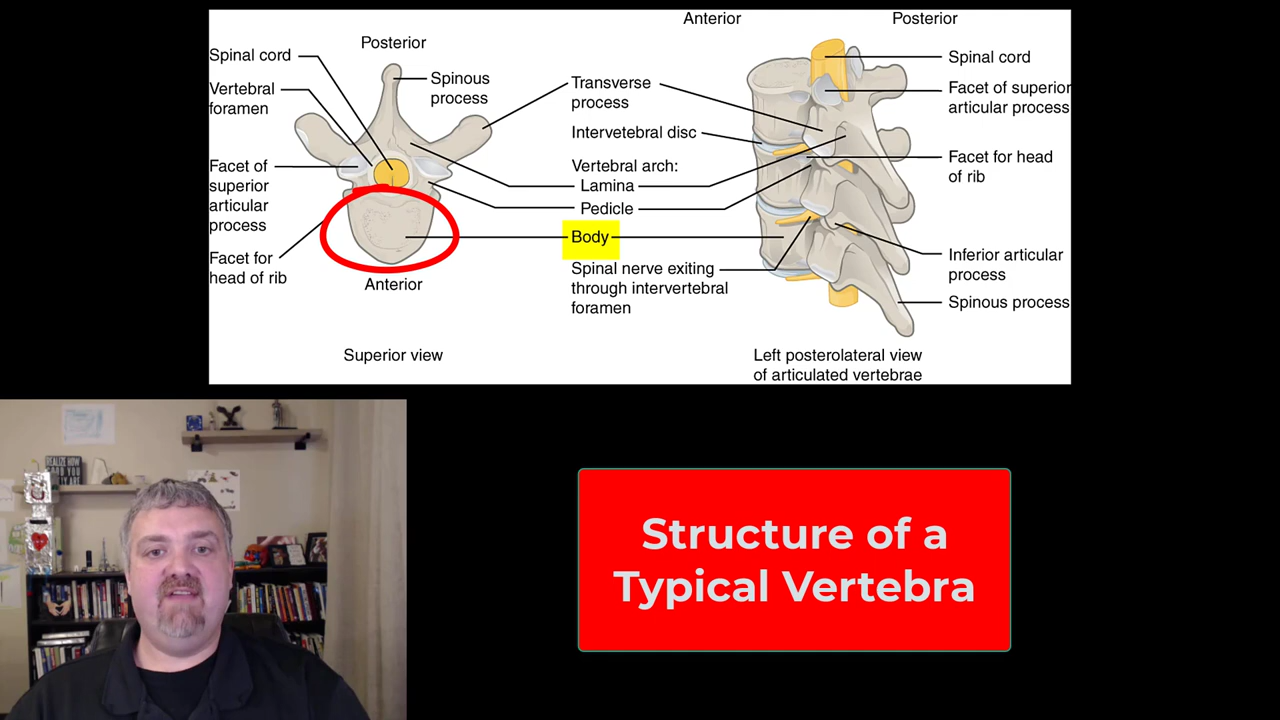 Anterior
Posterior
Posterior
Spinal cord
Vertebral
foramen
Spinous
process
Facet of
superior
articular
process
Facet for
head of rib
Anterior
Superior view
Transverse
process
Intervetebral disc
Vertebral arch:
Lamina
Pedicle
Body
Spinal nerve exiting
through intervertebral
foramen
Spinal cord
Facet of superior
articular process
Facet for head
of rib
Inferior articular
process
Spinous process
Left posterolateral view
of articulated vertebrae
REALIZE HOW
Structure of a
Typical Vertebra